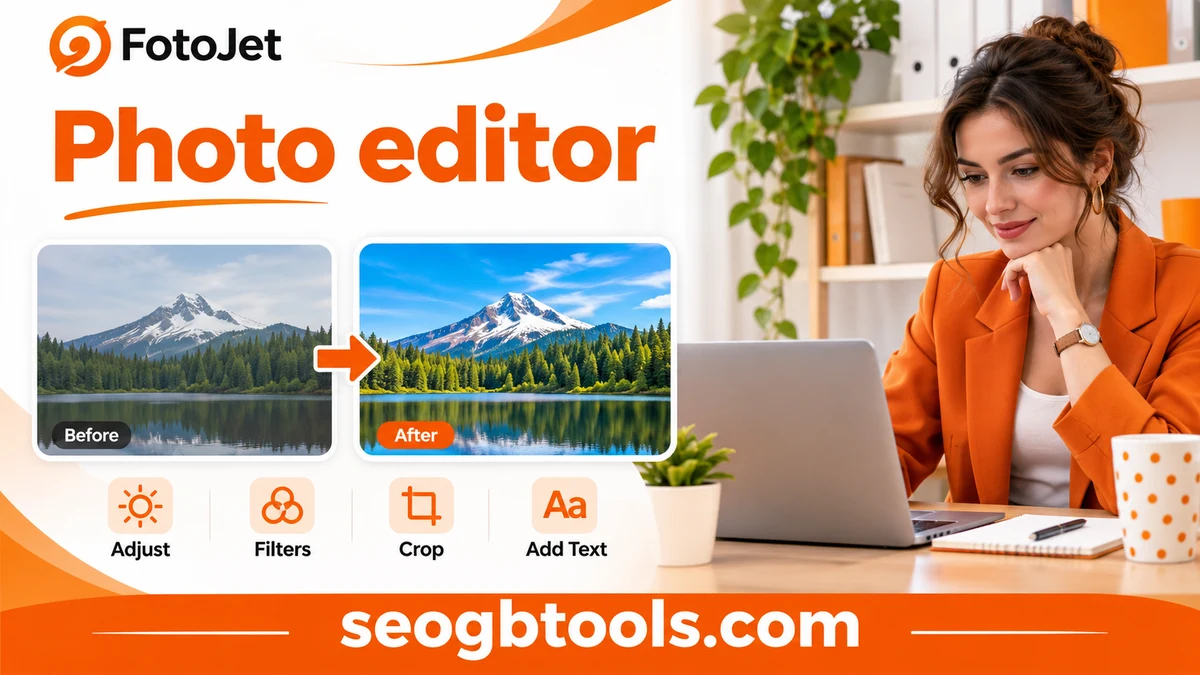 FotoJet
Photo editor
Before
After
Adjust
Filters
Crop
Aa
Add Text
seogbtools.com